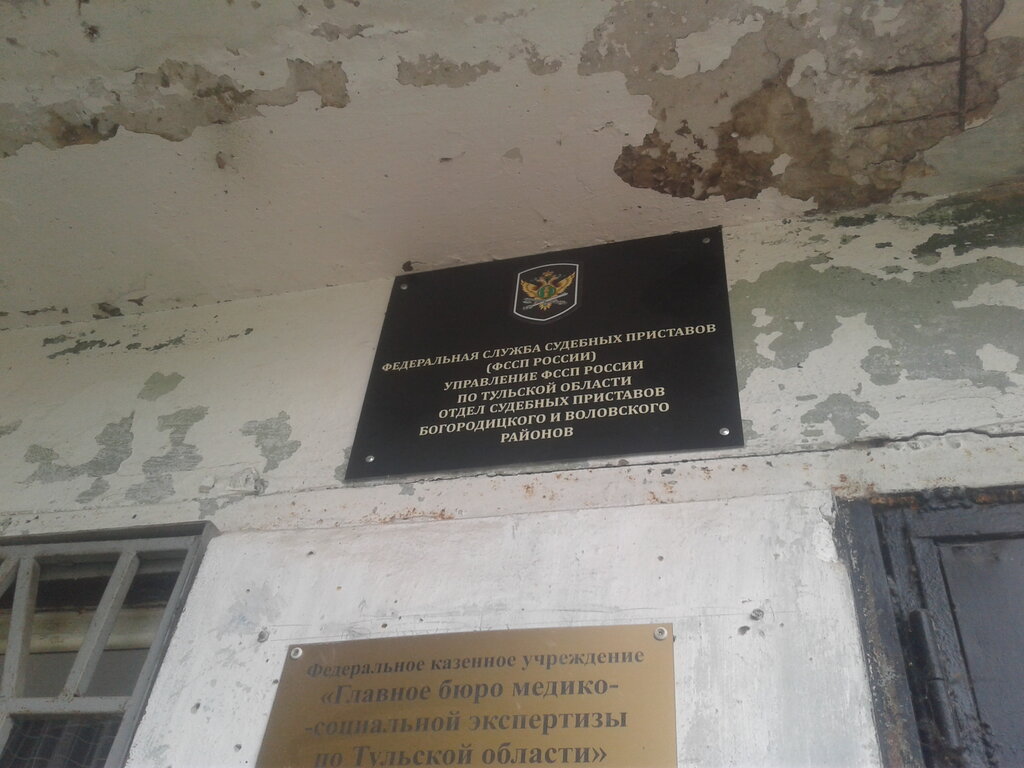 ФЕДЕРАЛЬНАЯ СЛУЖБА СУДЕБНЫХ ПРИСТАВОВ
(ФССП РОССИИ)
УПРАВЛЕНИЕ ФССП РОССИИ
ПО ТУЛЬСКОЙ ОБЛАСТИ
ОТДЕЛ СУДЕБНЫХ ПРИСТАВОВ
БОГОРОДИЦКОГО И ВОЛОВСКОГО
РАЙОНОВ
Федеральное казенное учреждение
«Главное бюро медико-
-социальной экспертизы
по Тульской области»